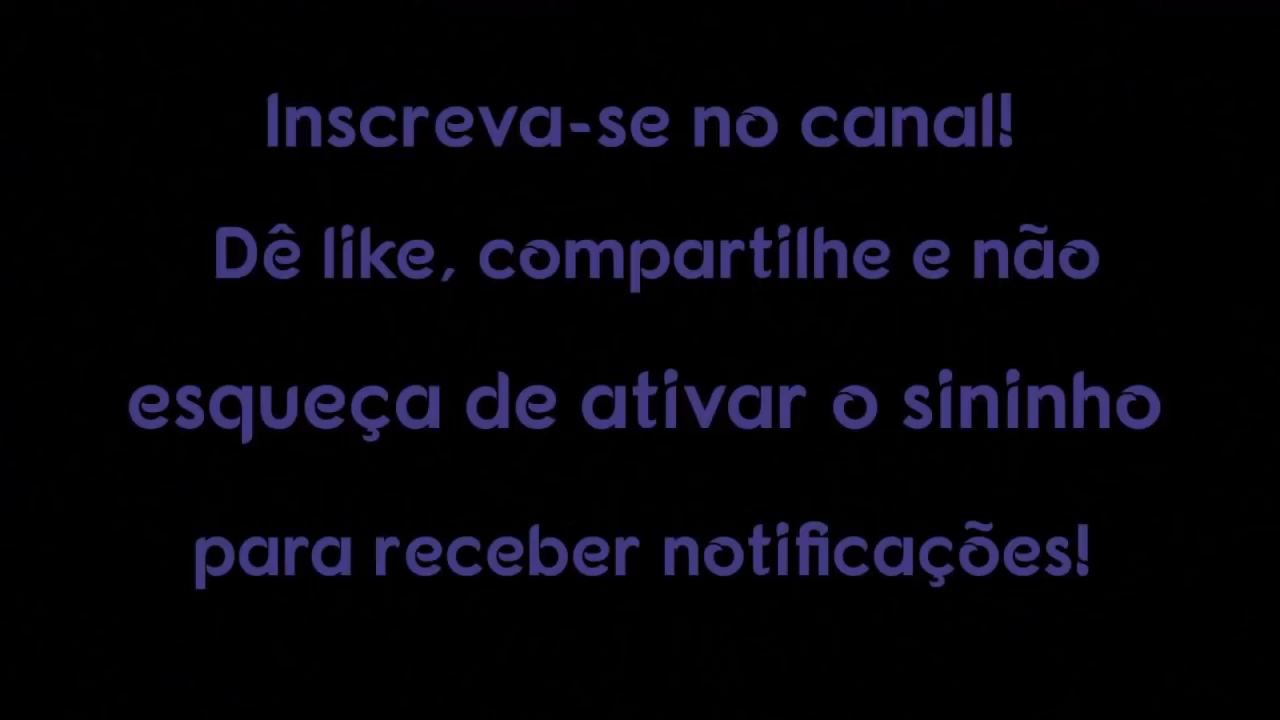 Inscreva-se no canal!
Dê like, compartilhe e não
esqueça de ativar o sininho
para receber notificações!